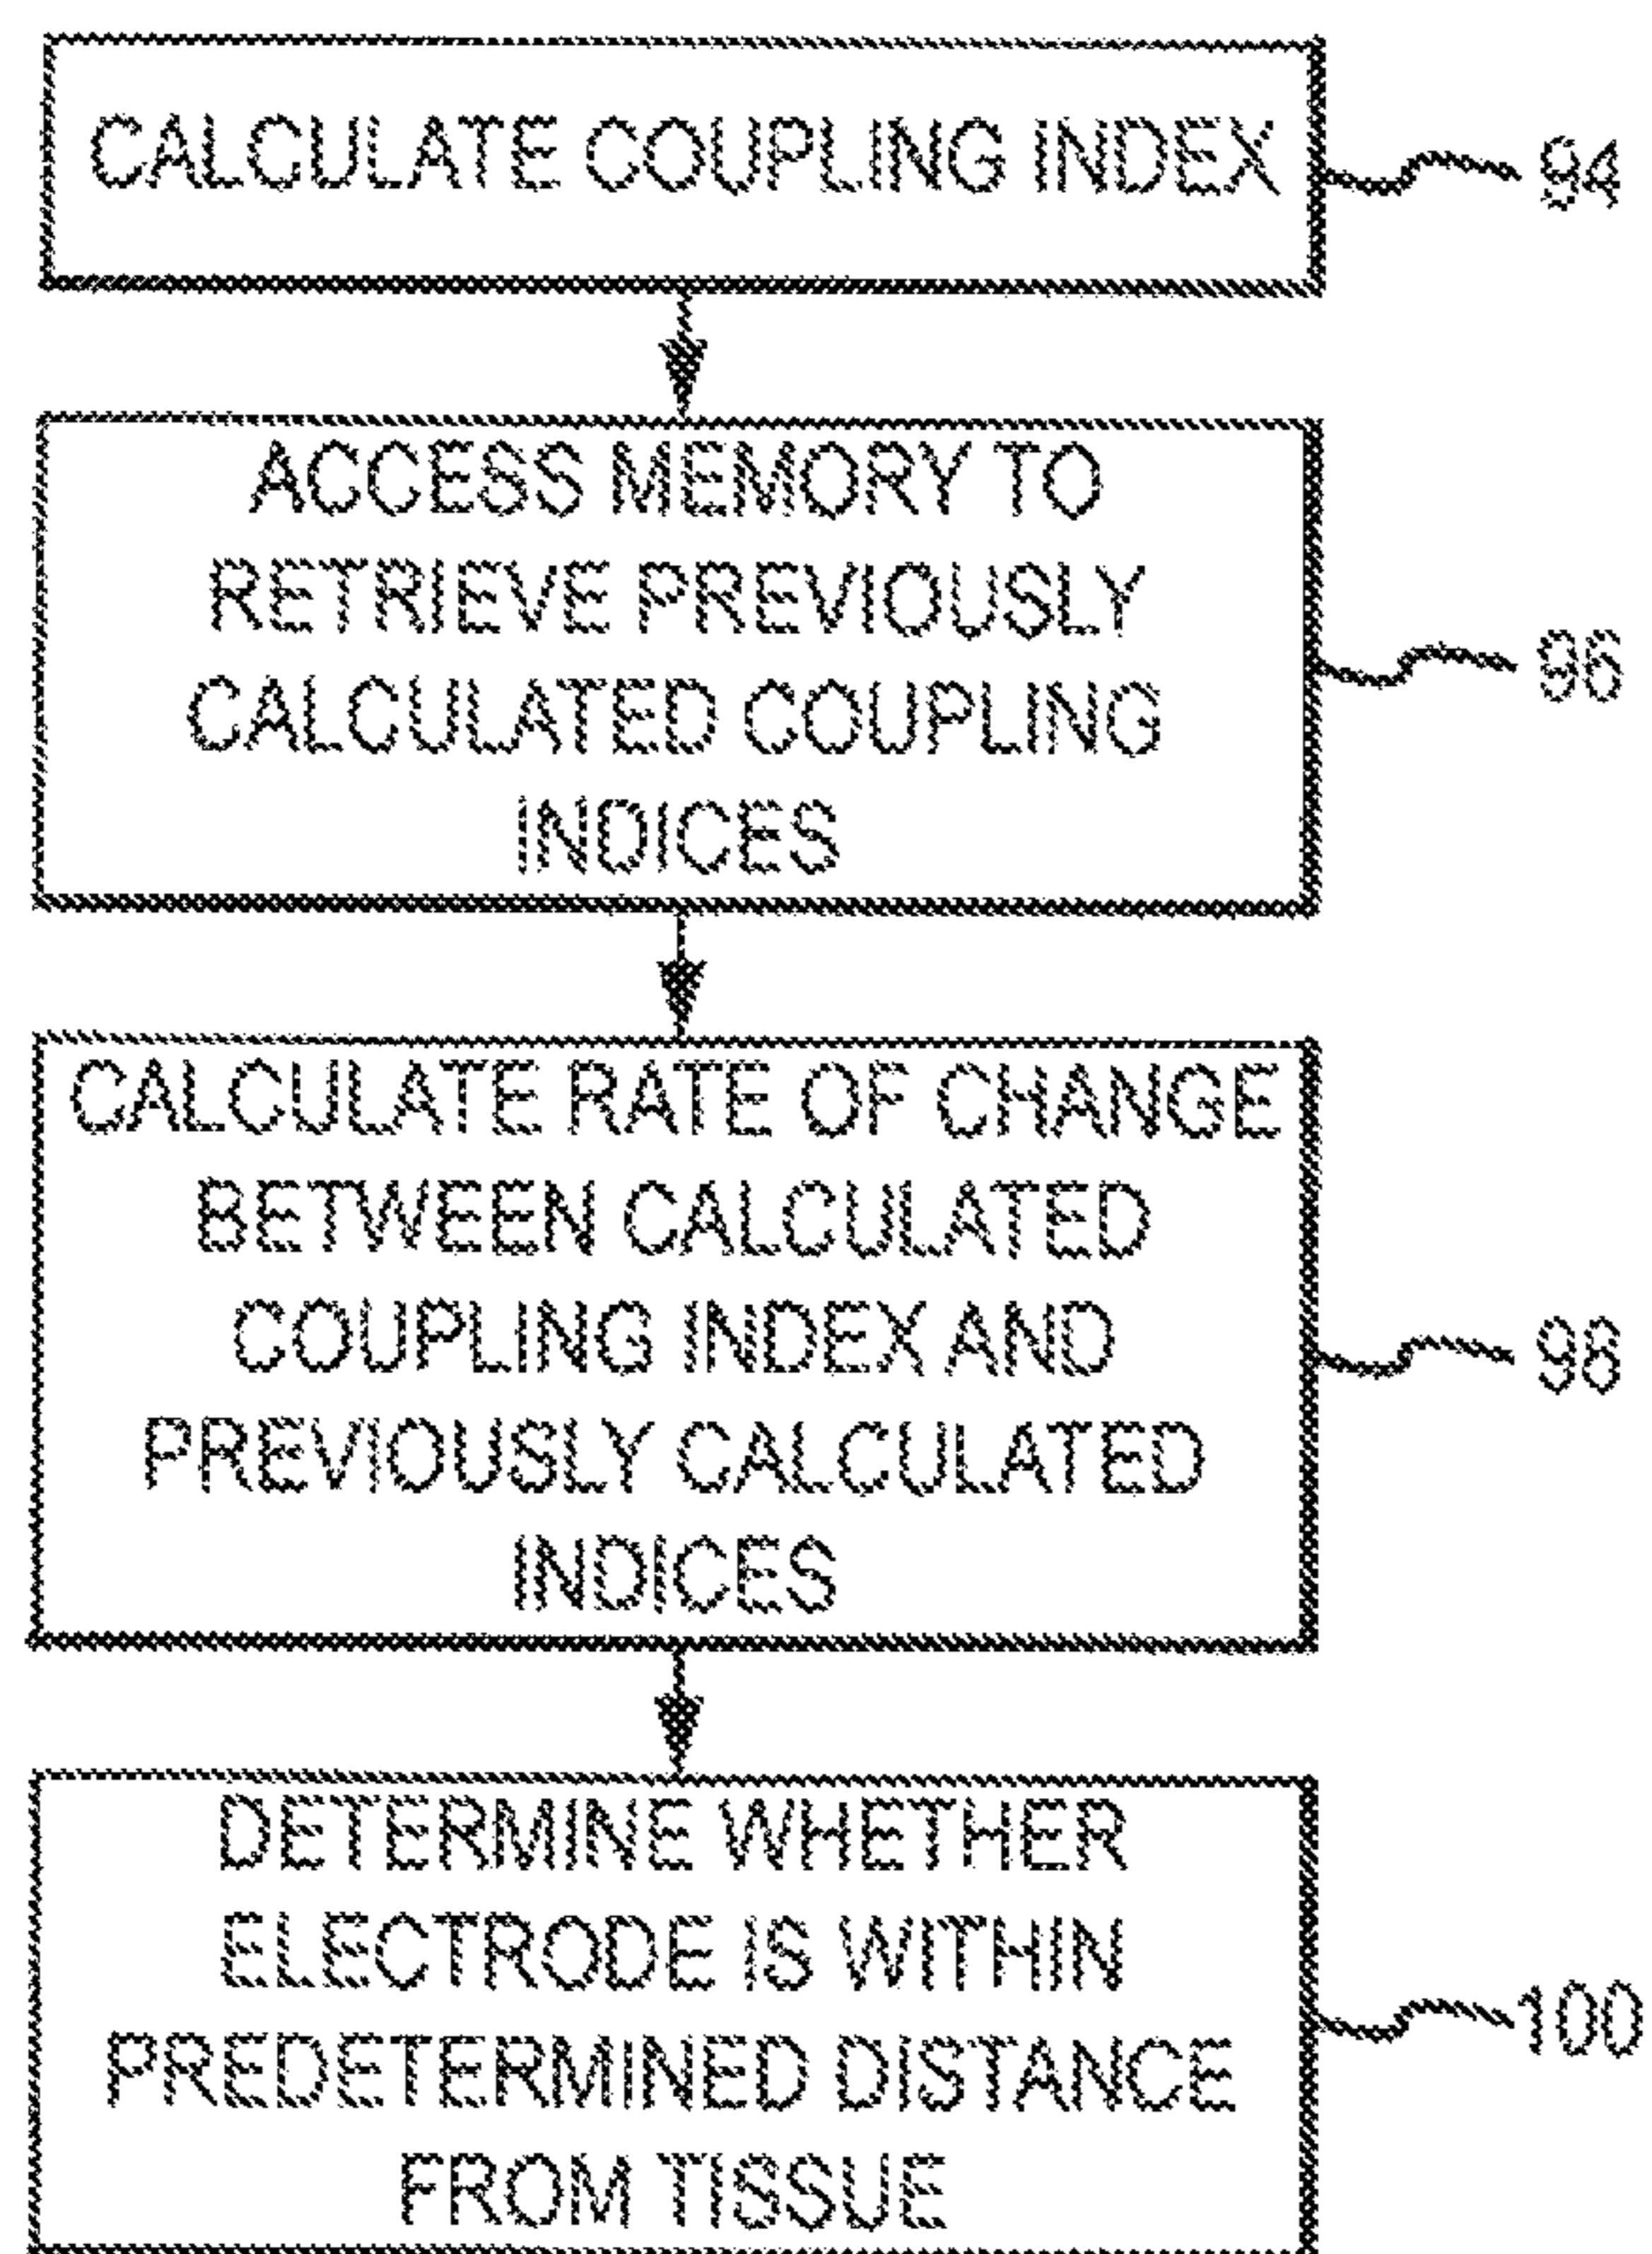 CALCULATE COUPLING INDEX
94
ACCESS MEMORY TO
RETRIEVE PREVIOUSLY
CALCULATED COUPLING
INDICES
96
CALCULATE RATE OF CHANGE
BETWEEN CALCULATED
COUPLING INDEX AND
PREVIOUSLY CALCULATED
INDICES
98
DETERMINE WHETHER
ELECTRODE IS WITHIN
PREDETERMINED DISTANCE
FROM TISSUE
100